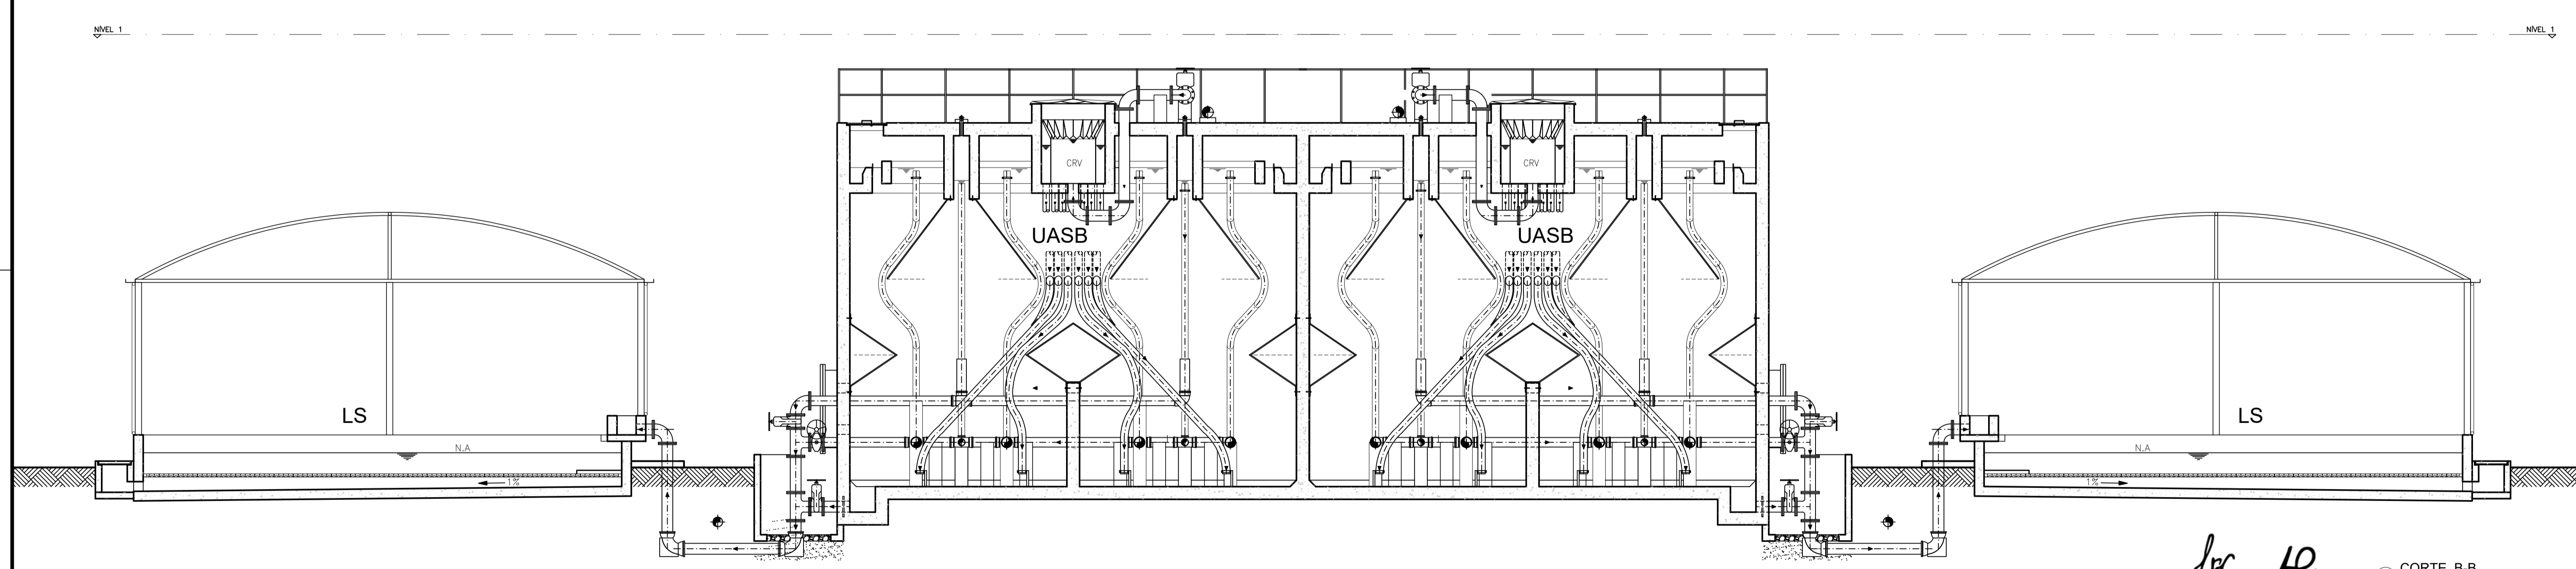 NÍVEL 1
NÍVEL 1
CRV
CRV
UASB
UASB
LS
LS
N.A
N.A
1%
1%
CORTE B-B